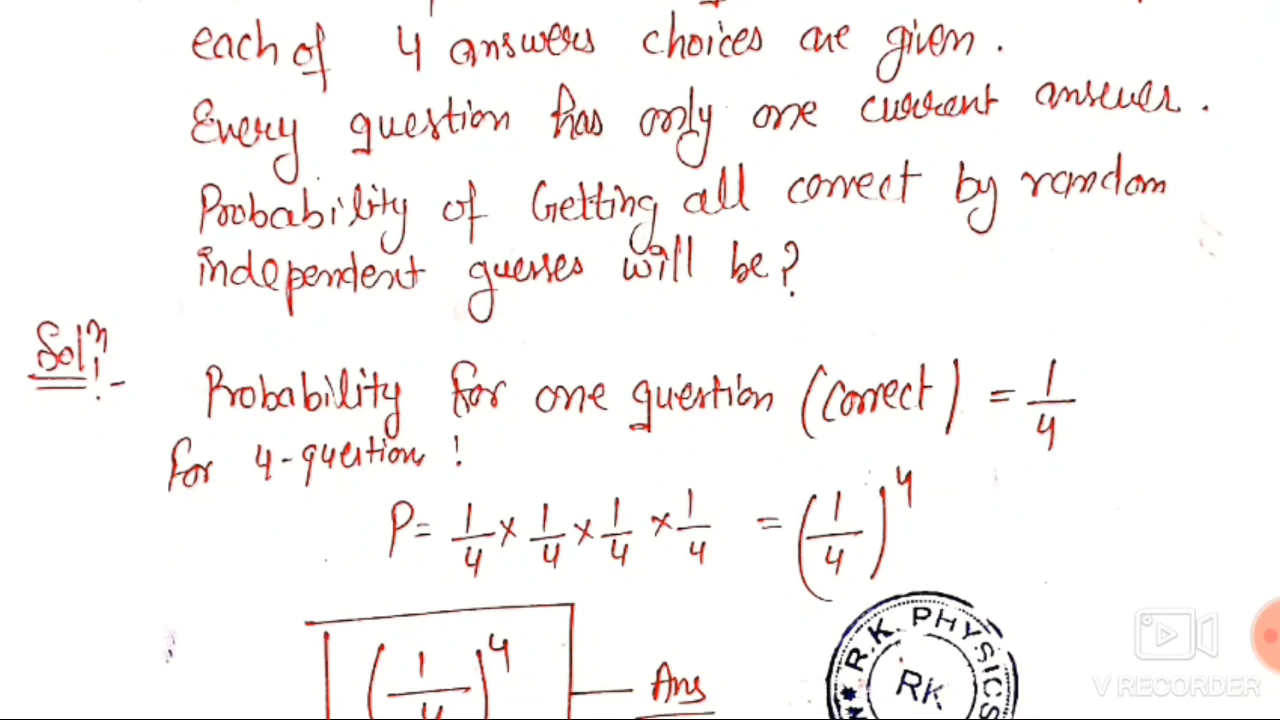 each of 4 answers choices are given.
Every question has only one current answer.
Probability of Getting all correct by random
independent guesses will be?
Solⁿ:-
Probability for one question (correct) = 1/4
for 4-question!
P = 1/4 × 1/4 × 1/4 × 1/4 = (1/4)⁴
(1/4)⁴ Ans
R.K. PHYSICS
RK
V RECORDER